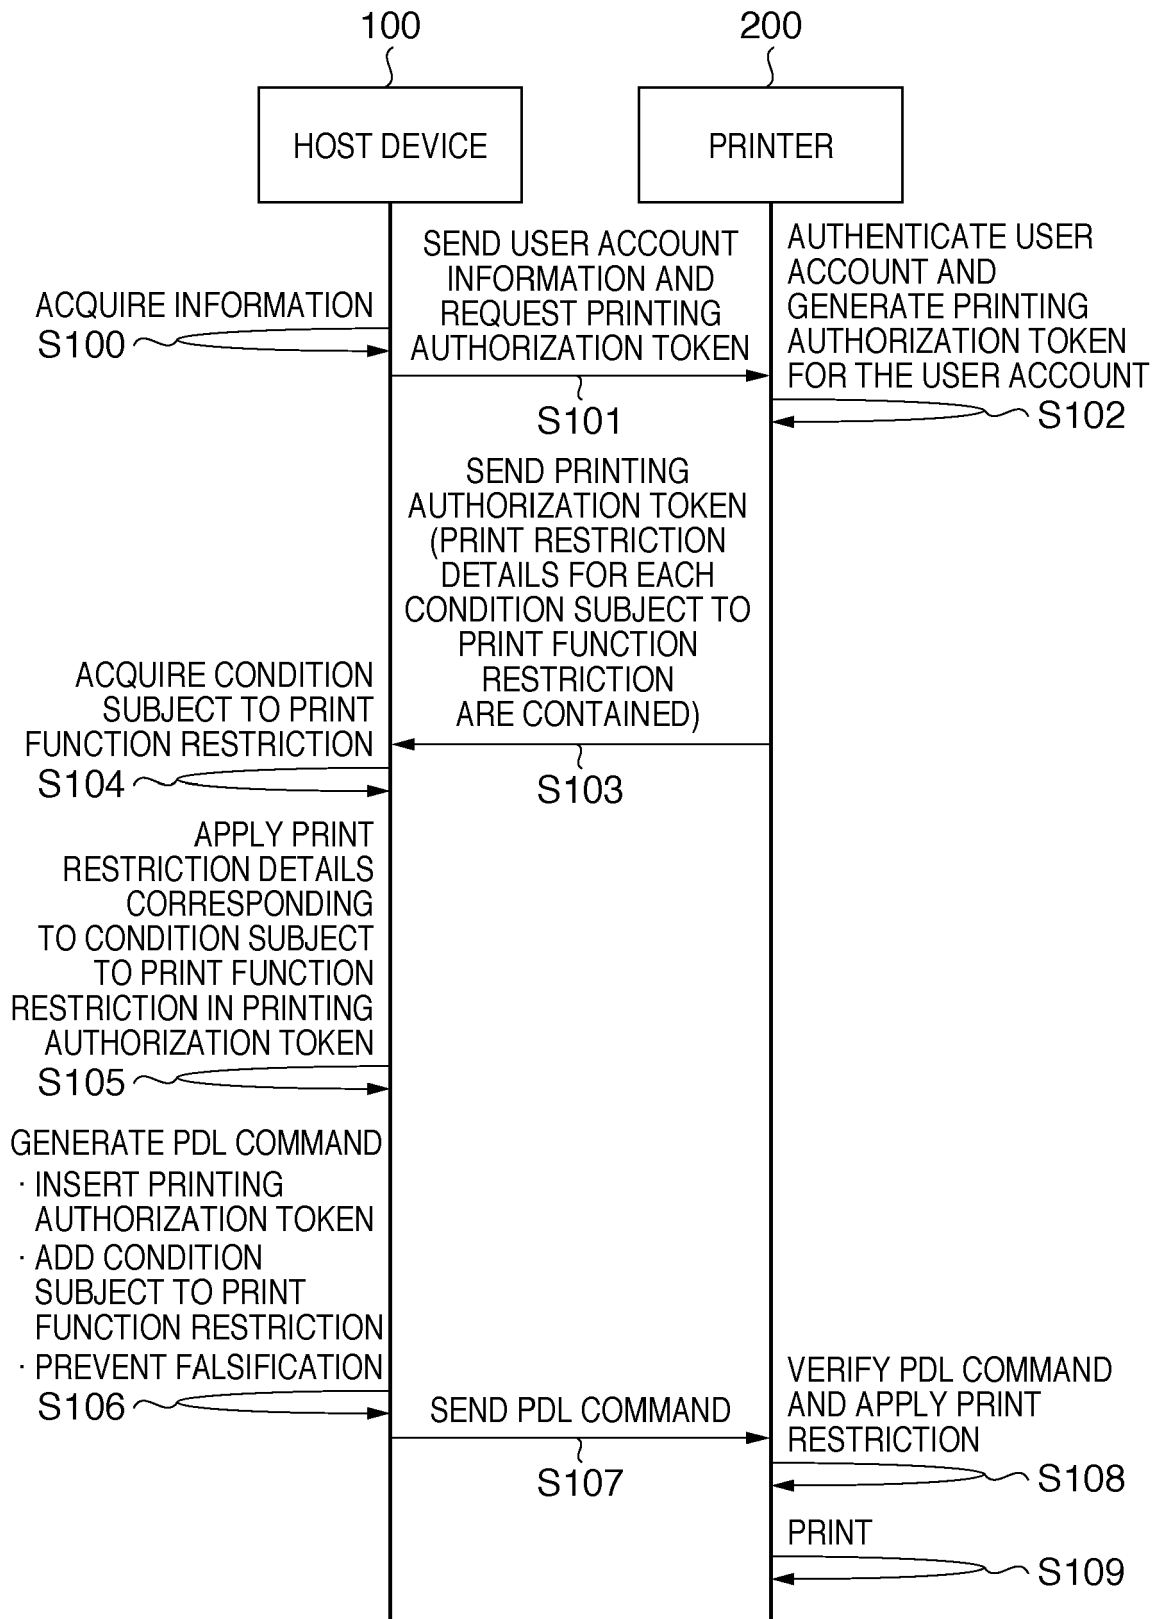 100
200
HOST DEVICE
PRINTER
ACQUIRE INFORMATION
S100
SEND USER ACCOUNT
INFORMATION AND
REQUEST PRINTING
AUTHORIZATION TOKEN
S101
AUTHENTICATE USER
ACCOUNT AND
GENERATE PRINTING
AUTHORIZATION TOKEN
FOR THE USER ACCOUNT
S102
SEND PRINTING
AUTHORIZATION TOKEN
(PRINT RESTRICTION
DETAILS FOR EACH
CONDITION SUBJECT TO
PRINT FUNCTION
RESTRICTION
ARE CONTAINED)
S103
ACQUIRE CONDITION
SUBJECT TO PRINT
FUNCTION RESTRICTION
S104
APPLY PRINT
RESTRICTION DETAILS
CORRESPONDING
TO CONDITION SUBJECT
TO PRINT FUNCTION
RESTRICTION IN PRINTING
AUTHORIZATION TOKEN
S105
GENERATE PDL COMMAND
· INSERT PRINTING
AUTHORIZATION TOKEN
· ADD CONDITION
SUBJECT TO PRINT
FUNCTION RESTRICTION
· PREVENT FALSIFICATION
S106
SEND PDL COMMAND
S107
VERIFY PDL COMMAND
AND APPLY PRINT
RESTRICTION
S108
PRINT
S109